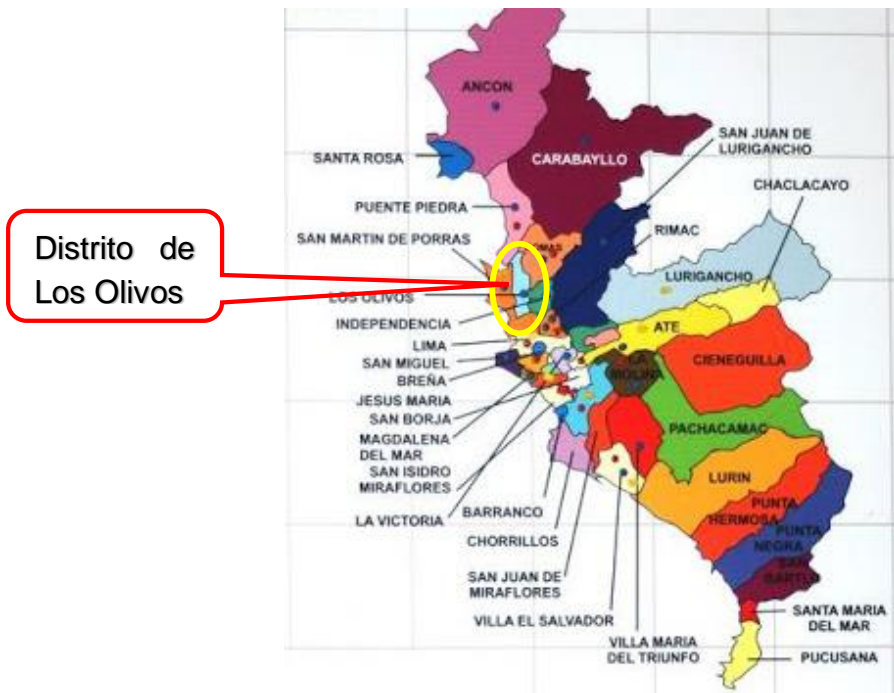 Distrito de
Los Olivos
ANCON
SANTA ROSA
CARABAYLLO
SAN JUAN DE
LURIGANCHO
CHACLACAYO
PUENTE PIEDRA
SAN MARTIN DE PORRAS
RIMAC
LURIGANCHO
LOS OLIVOS
INDEPENDENCIA
ATE
LIMA
SAN MIGUEL
BREÑA
LA
MOLINA
CIENEGUILLA
JESUS MARIA
SAN BORJA
MAGDALENA
DEL MAR
PACHACAMAC
SAN ISIDRO
MIRAFLORES
LURIN
LA VICTORIA
BARRANCO
PUNTA
HERMOSA
CHORRILLOS
PUNTA
NEGRA
SAN
SAN JUAN DE
MIRAFLORES
VILLA EL SALVADOR
SANTA MARIA
DEL MAR
VILLA MARIA
DEL TRIUNFO
PUCUSANA